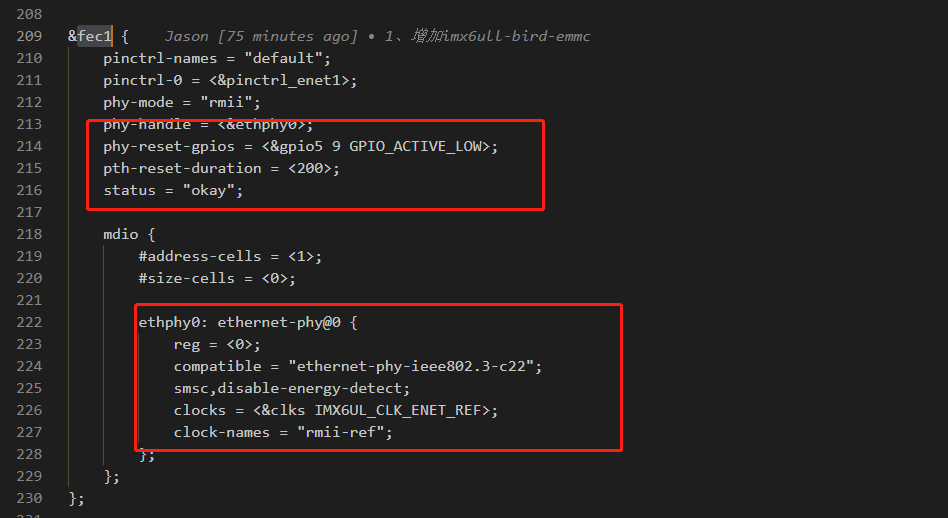 208
209 &fec1 { Jason [75 minutes ago] • 1、增加imx6ull-bird-emmc
210 pinctrl-names = "default";
211 pinctrl-0 = <&pinctrl_enet1>;
212 phy-mode = "rmii";
213 phy-handle = <&ethphy0>;
214 phy-reset-gpios = <&gpio5 9 GPIO_ACTIVE_LOW>;
215 pth-reset-duration = <200>;
216 status = "okay";
217
218 mdio {
219 #address-cells = <1>;
220 #size-cells = <0>;
221
222 ethphy0: ethernet-phy@0 {
223 reg = <0>;
224 compatible = "ethernet-phy-ieee802.3-c22";
225 smsc,disable-energy-detect;
226 clocks = <&clks IMX6UL_CLK_ENET_REF>;
227 clock-names = "rmii-ref";
228 };
229 };
230 };